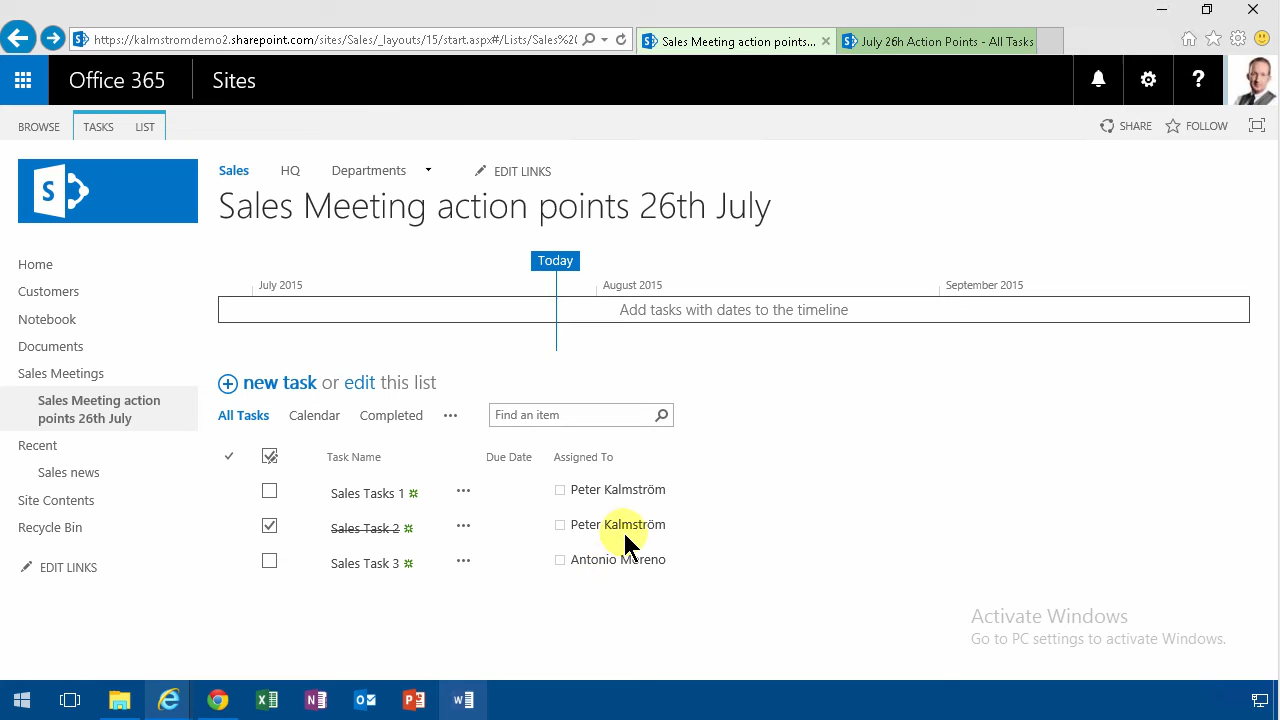 https://kalmstromdemo2.sharepoint.com/sites/Sales/_layouts/15/start.aspx#/Lists/Sales%20
Sales Meeting action points...
July 26h Action Points - All Tasks
Office 365
Sites
BROWSE
TASKS
LIST
SHARE
FOLLOW
Sales
HQ
Departments
EDIT LINKS
Sales Meeting action points 26th July
Home
Customers
Notebook
Documents
Sales Meetings
Sales Meeting action
points 26th July
Recent
Sales news
Site Contents
Recycle Bin
EDIT LINKS
Today
July 2015
August 2015
September 2015
Add tasks with dates to the timeline
new task or edit this list
All Tasks
Calendar
Completed
Find an item
Task Name
Due Date
Assigned To
Sales Tasks 1
Peter Kalmström
Sales Task 2
Peter Kalmström
Sales Task 3
Antonio Moreno
Activate Windows
Go to PC settings to activate Windows.